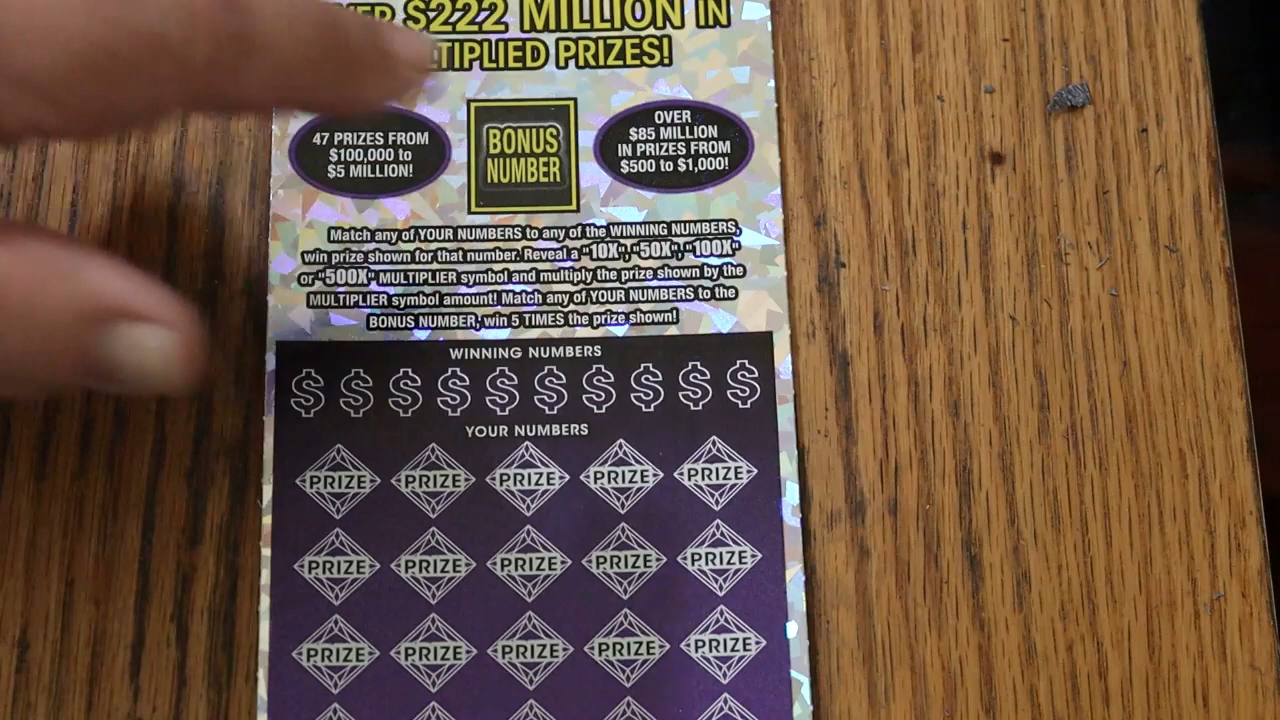 $222 MILLION IN
TIPLIED PRIZES!
47 PRIZES FROM
$100,000 to
$5 MILLION!
BONUS
NUMBER
OVER
$85 MILLION
IN PRIZES FROM
$500 to $1,000!
Match any of YOUR NUMBERS to any of the WINNING NUMBERS,
win prize shown for that number. Reveal a "10X", "50X", "100X"
or "500X" MULTIPLIER symbol and multiply the prize shown by the
MULTIPLIER symbol amount! Match any of YOUR NUMBERS to the
BONUS NUMBER, win 5 TIMES the prize shown!
WINNING NUMBERS
$ $ $ $ $ $ $ $ $ $
YOUR NUMBERS
PRIZE PRIZE PRIZE PRIZE PRIZE
PRIZE PRIZE PRIZE PRIZE PRIZE
PRIZE PRIZE PRIZE PRIZE PRIZE